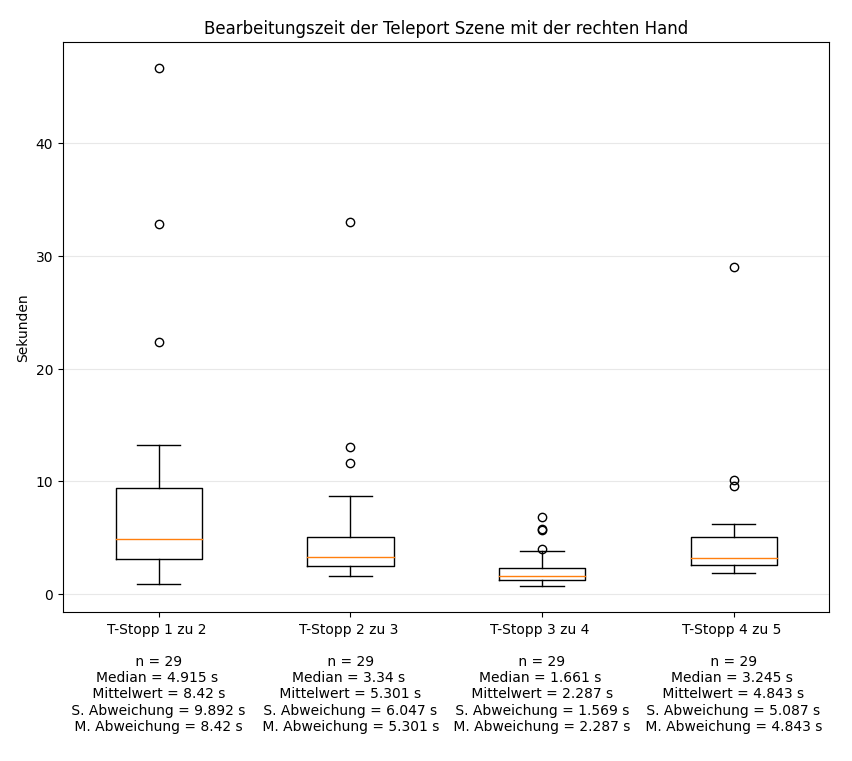 Bearbeitungszeit der Teleport Szene mit der rechten Hand
Sekunden
40
30
20
10
0
T-Stopp 1 zu 2 T-Stopp 2 zu 3 T-Stopp 3 zu 4 T-Stopp 4 zu 5
n = 29 n = 29 n = 29 n = 29
Median = 4.915 s Median = 3.34 s Median = 1.661 s Median = 3.245 s
Mittelwert = 8.42 s Mittelwert = 5.301 s Mittelwert = 2.287 s Mittelwert = 4.843 s
S. Abweichung = 9.892 s S. Abweichung = 6.047 s S. Abweichung = 1.569 s S. Abweichung = 5.087 s
M. Abweichung = 8.42 s M. Abweichung = 5.301 s M. Abweichung = 2.287 s M. Abweichung = 4.843 s